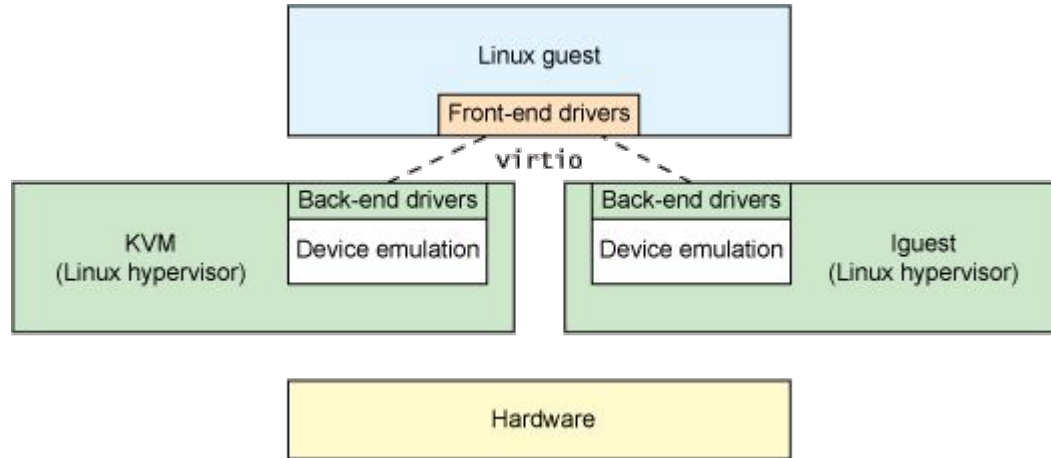 Linux guest
Front-end drivers
virtio
Back-end drivers
Device emulation
KVM
(Linux hypervisor)
Back-end drivers
Device emulation
lguest
(Linux hypervisor)
Hardware